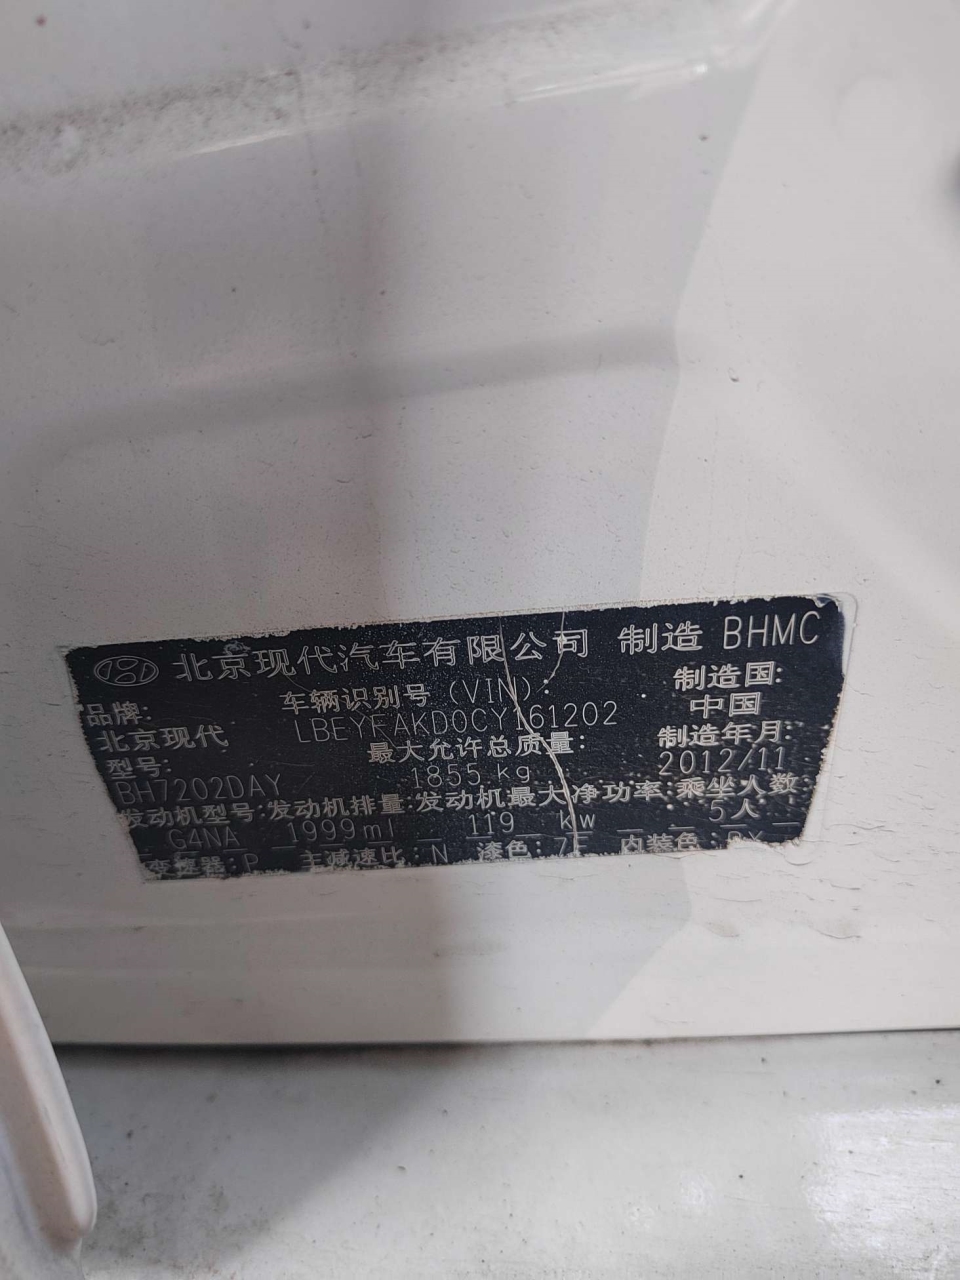 北京现代汽车有限公司 制造 BHMC
品牌: 车辆识别号 (VIN): 制造国:
北京现代 LBEYFAKD0CY161202 中国
型号: 最大允许总质量: 制造年月:
BH7202DAY 1855 kg 2012/11
发动机型号: 发动机排量: 发动机最大净功率: 乘坐人数:
G4NA 1999ml 119 kw 5人
变速器: P 主减速比: N 漆色: 内装色: